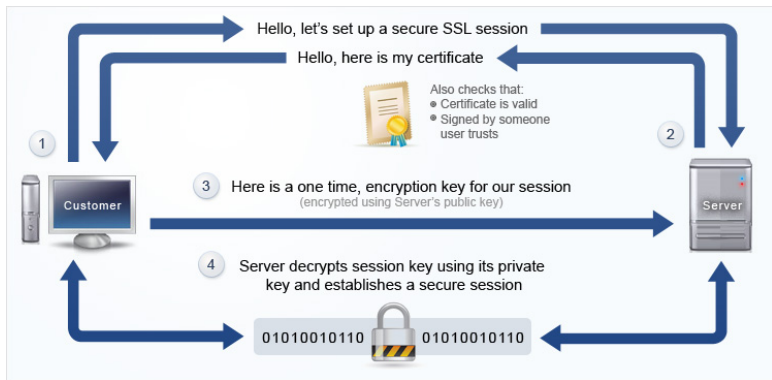 Hello, let's set up a secure SSL session
Hello, here is my certificate
Also checks that:
Certificate is valid
Signed by someone
user trusts
1
2
3
Here is a one time, encryption key for our session
(encrypted using Server's public key)
Customer
Server
4
Server decrypts session key using its private
key and establishes a secure session
01010010110
01010010110